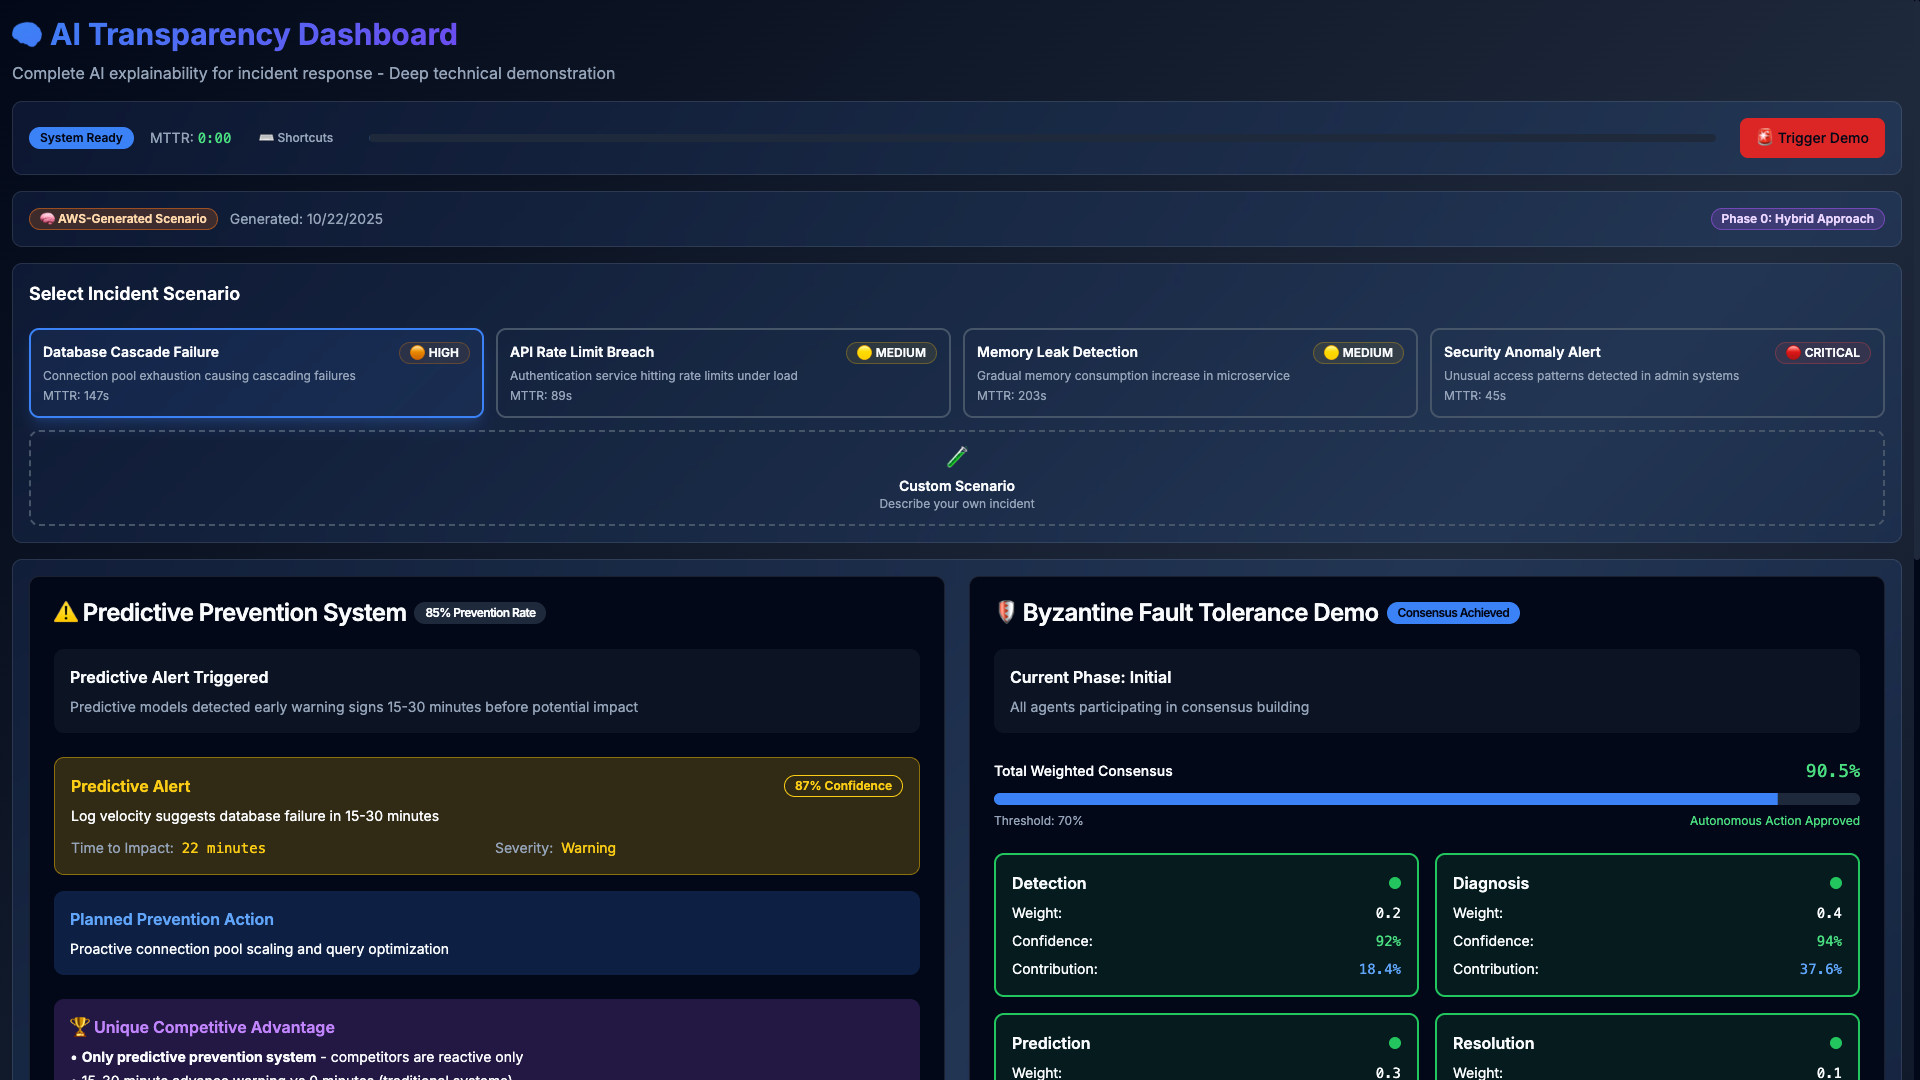 AI Transparency Dashboard
Complete AI explainability for incident response - Deep technical demonstration
System Ready
MTTR: 0:00
Shortcuts
Trigger Demo
AWS-Generated Scenario
Generated: 10/22/2025
Phase 0: Hybrid Approach
Select Incident Scenario
Database Cascade Failure
HIGH
Connection pool exhaustion causing cascading failures
MTTR: 147s
API Rate Limit Breach
MEDIUM
Authentication service hitting rate limits under load
MTTR: 89s
Memory Leak Detection
MEDIUM
Gradual memory consumption increase in microservice
MTTR: 203s
Security Anomaly Alert
CRITICAL
Unusual access patterns detected in admin systems
MTTR: 45s
Custom Scenario
Describe your own incident
Predictive Prevention System
85% Prevention Rate
Predictive Alert Triggered
Predictive models detected early warning signs 15-30 minutes before potential impact
Predictive Alert
87% Confidence
Log velocity suggests database failure in 15-30 minutes
Time to Impact: 22 minutes
Severity: Warning
Planned Prevention Action
Proactive connection pool scaling and query optimization
Unique Competitive Advantage
• Only predictive prevention system - competitors are reactive only
• 15-30 minute advance warning vs 0 minutes (traditional systems)
Byzantine Fault Tolerance Demo
Consensus Achieved
Current Phase: Initial
All agents participating in consensus building
Total Weighted Consensus
90.5%
Threshold: 70%
Autonomous Action Approved
Detection
Weight: 0.2
Confidence: 92%
Contribution: 18.4%
Diagnosis
Weight: 0.4
Confidence: 94%
Contribution: 37.6%
Prediction
Weight: 0.3
Resolution
Weight: 0.1